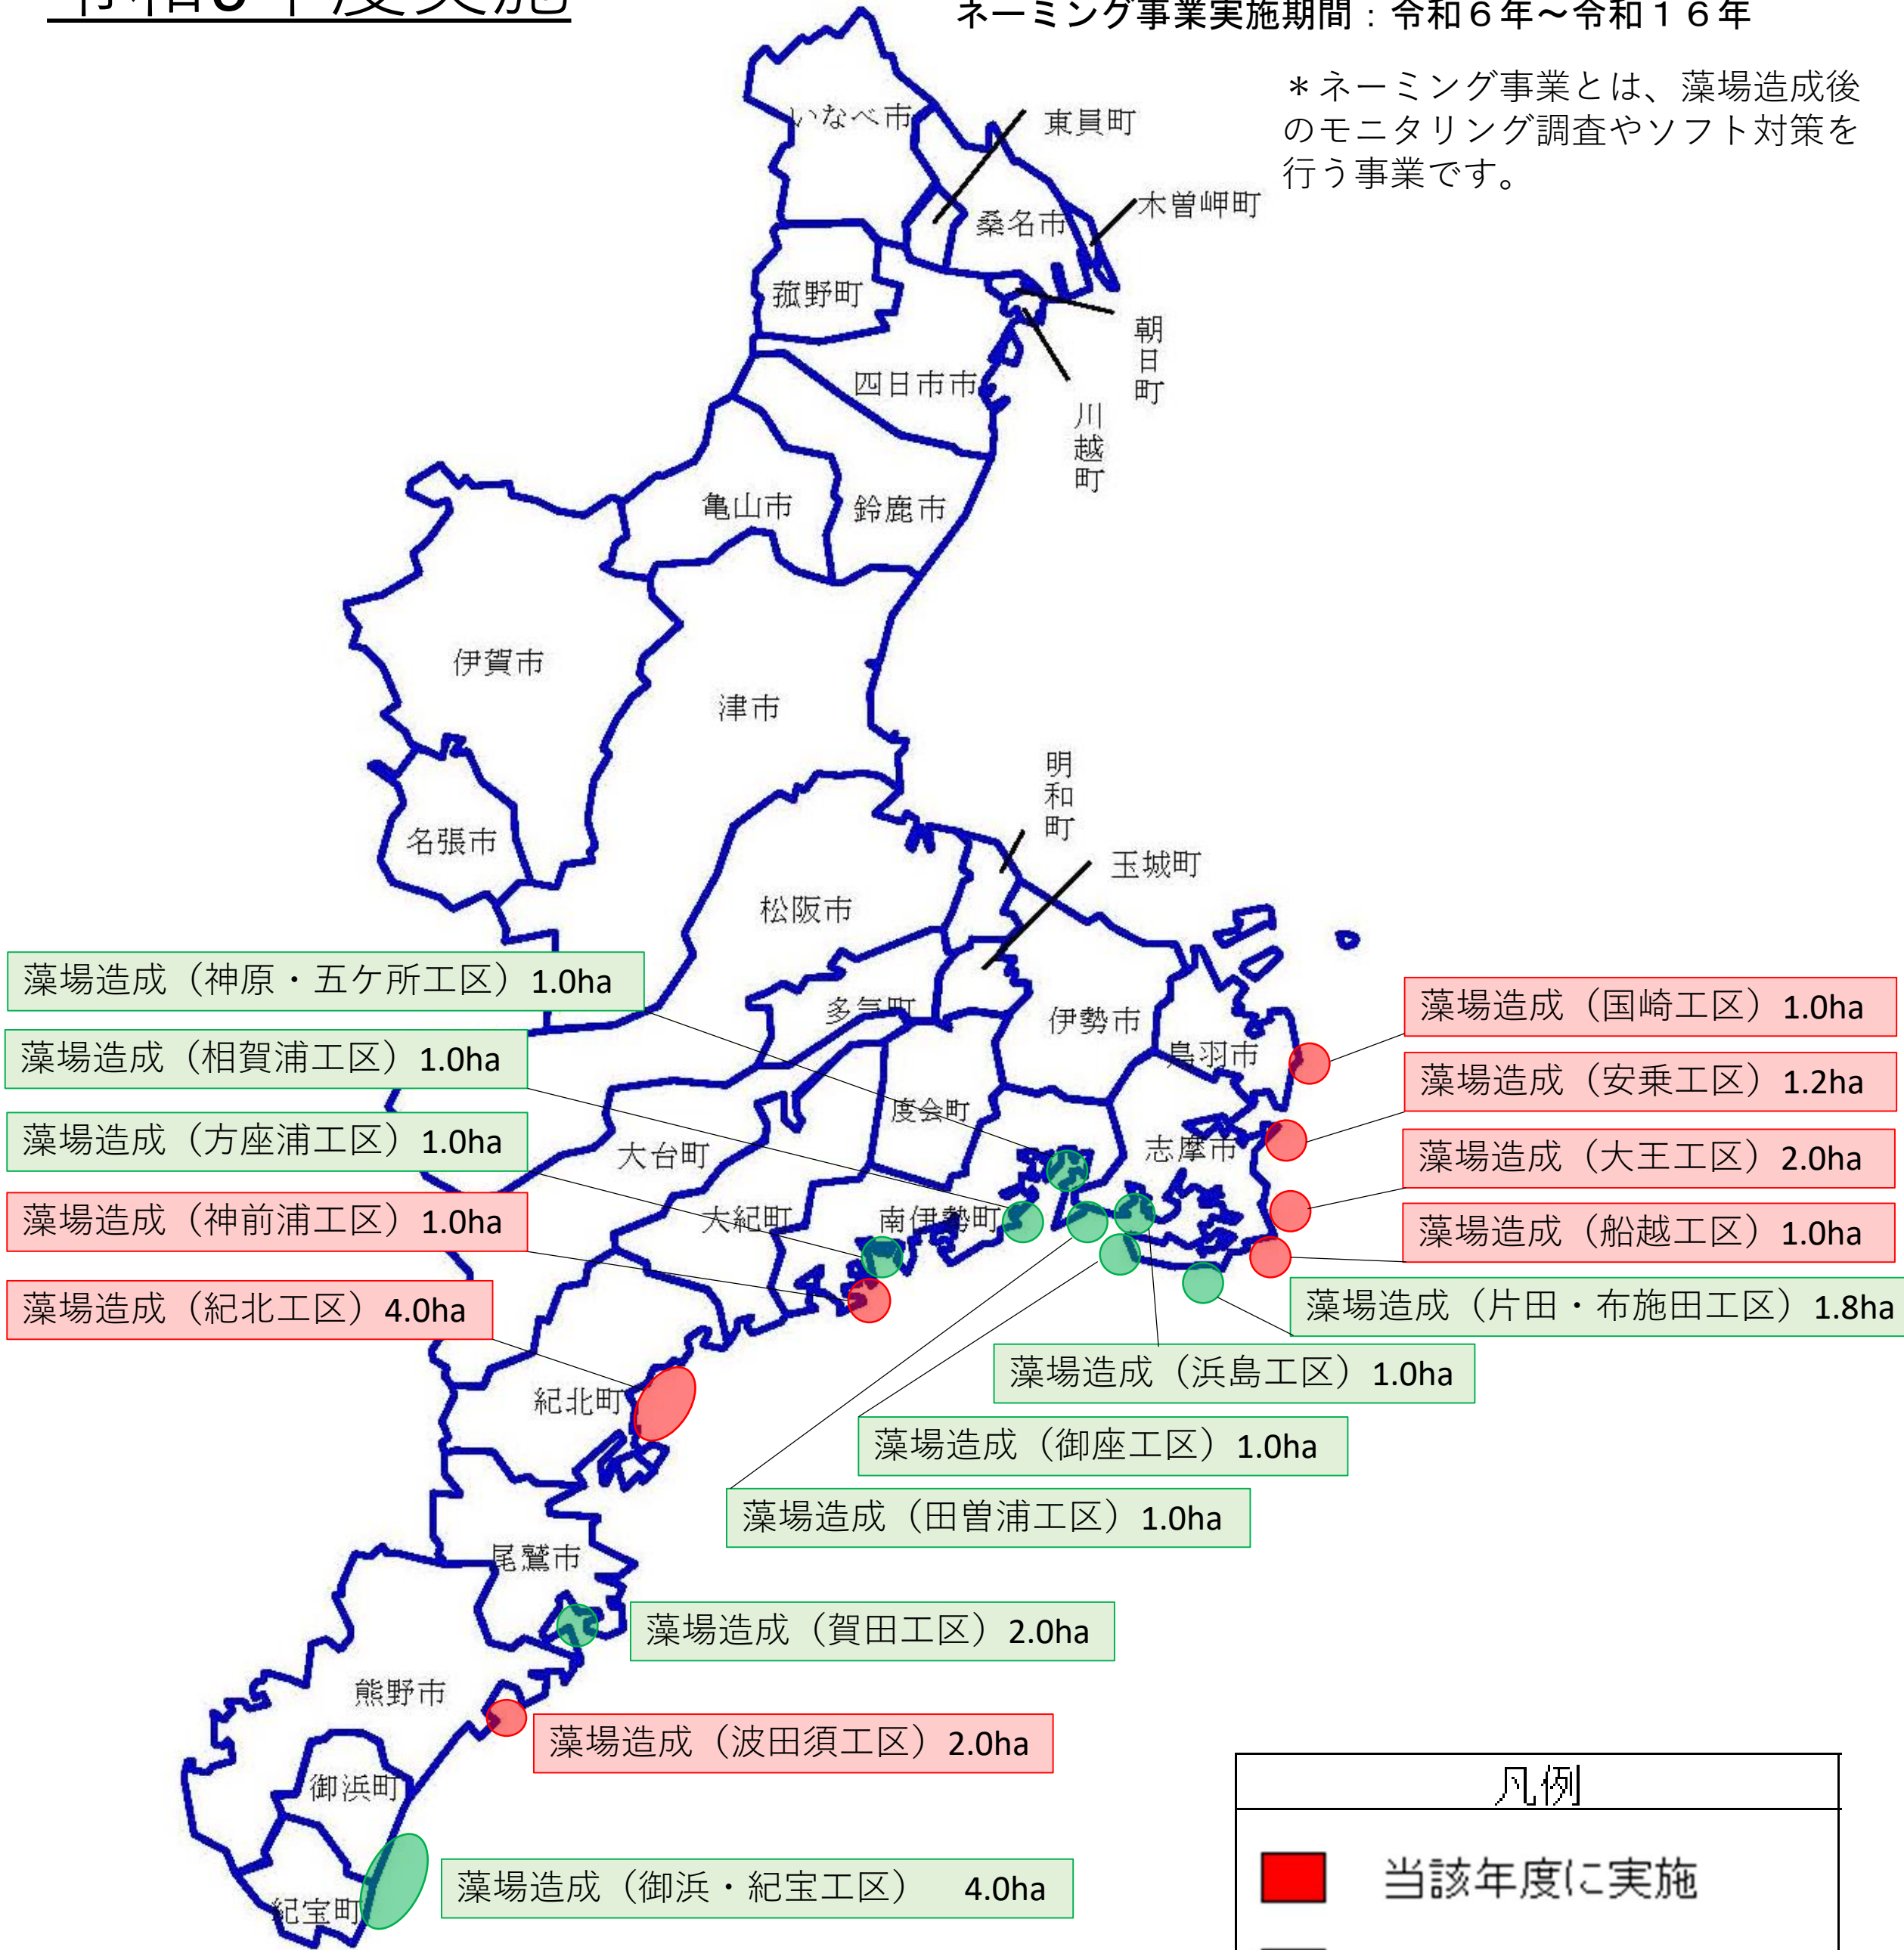 ネーミング事業実施期間：令和６年～令和１６年
＊ネーミング事業とは、藻場造成後
のモニタリング調査やソフト対策を
行う事業です。
いなべ市
東員町
木曽岬町
桑名市
菰野町
朝日町
四日市市
川越町
亀山市
鈴鹿市
伊賀市
津市
明和町
名張市
玉城町
松阪市
藻場造成（神原・五ケ所工区）1.0ha
藻場造成（国崎工区）1.0ha
多気町
伊勢市
藻場造成（相賀浦工区）1.0ha
鳥羽市
藻場造成（安乗工区）1.2ha
度会町
藻場造成（方座浦工区）1.0ha
大台町
志摩市
藻場造成（大王工区）2.0ha
藻場造成（神前浦工区）1.0ha
大紀町
南伊勢町
藻場造成（船越工区）1.0ha
藻場造成（紀北工区）4.0ha
藻場造成（片田・布施田工区）1.8ha
藻場造成（浜島工区）1.0ha
紀北町
藻場造成（御座工区）1.0ha
藻場造成（田曽浦工区）1.0ha
尾鷲市
藻場造成（賀田工区）2.0ha
熊野市
藻場造成（波田須工区）2.0ha
御浜町
凡例
当該年度に実施
藻場造成（御浜・紀宝工区）　4.0ha
紀宝町